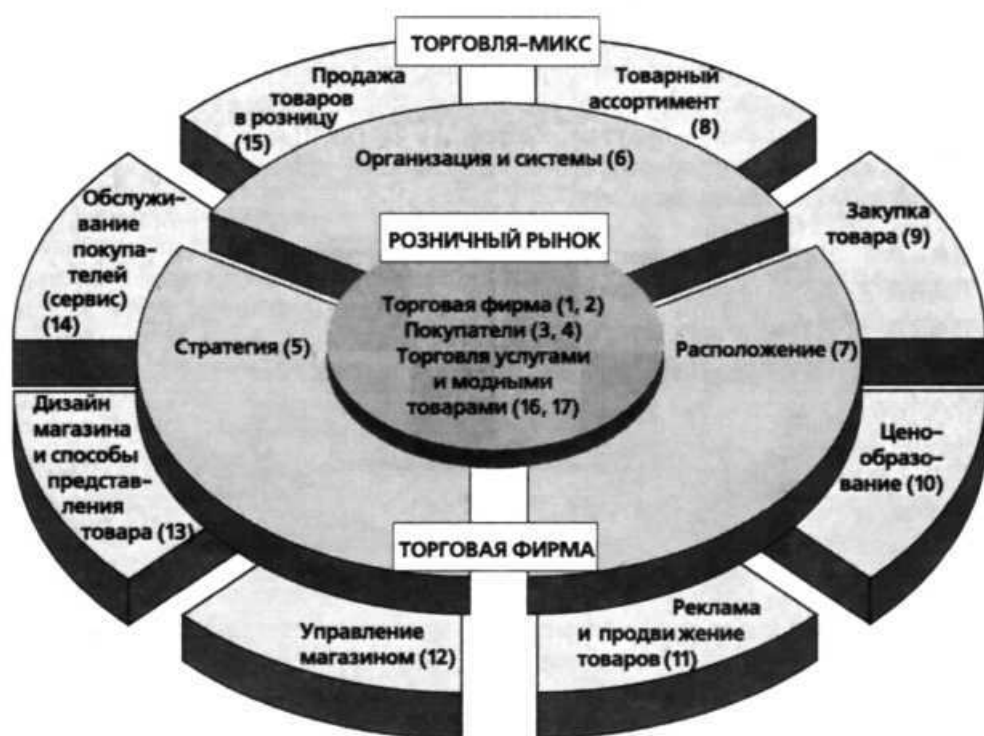 ТОРГОВЛЯ–МИКС
Продажа
товаров
в розницу
(15)
Товарный
ассортимент
(8)
Организация и системы (6)
Обслужи–
вание
покупа–
телей
(сервис)
(14)
Закупка
товара (9)
РОЗНИЧНЫЙ РЫНОК
Торговая фирма (1, 2)
Покупатели (3, 4)
Торговля услугами
и модными
товарами (16, 17)
Стратегия (5)
Расположение (7)
Дизайн
магазина
и способы
представ–
ления
товара (13)
Цено–
образо–
вание (10)
ТОРГОВАЯ ФИРМА
Управление
магазином (12)
Реклама
и продвижение
товаров (11)